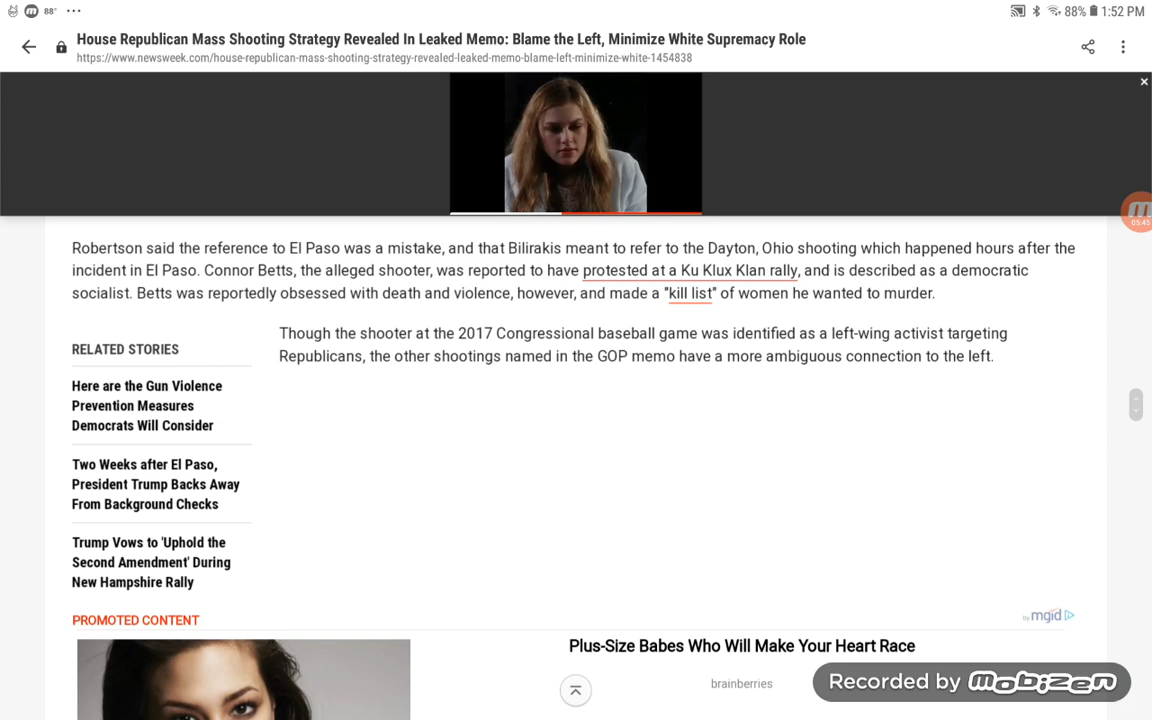 88° ... 88% 1:52 PM
House Republican Mass Shooting Strategy Revealed In Leaked Memo: Blame the Left, Minimize White Supremacy Role
https://www.newsweek.com/house-republican-mass-shooting-strategy-revealed-leaked-memo-blame-left-minimize-white-1454838
05:45
Robertson said the reference to El Paso was a mistake, and that Bilirakis meant to refer to the Dayton, Ohio shooting which happened hours after the
incident in El Paso. Connor Betts, the alleged shooter, was reported to have protested at a Ku Klux Klan rally, and is described as a democratic
socialist. Betts was reportedly obsessed with death and violence, however, and made a "kill list" of women he wanted to murder.
Though the shooter at the 2017 Congressional baseball game was identified as a left-wing activist targeting
Republicans, the other shootings named in the GOP memo have a more ambiguous connection to the left.
RELATED STORIES
Here are the Gun Violence
Prevention Measures
Democrats Will Consider
Two Weeks after El Paso,
President Trump Backs Away
From Background Checks
Trump Vows to 'Uphold the
Second Amendment' During
New Hampshire Rally
PROMOTED CONTENT
by mgid
Plus-Size Babes Who Will Make Your Heart Race
brainberries
Recorded by mobizen